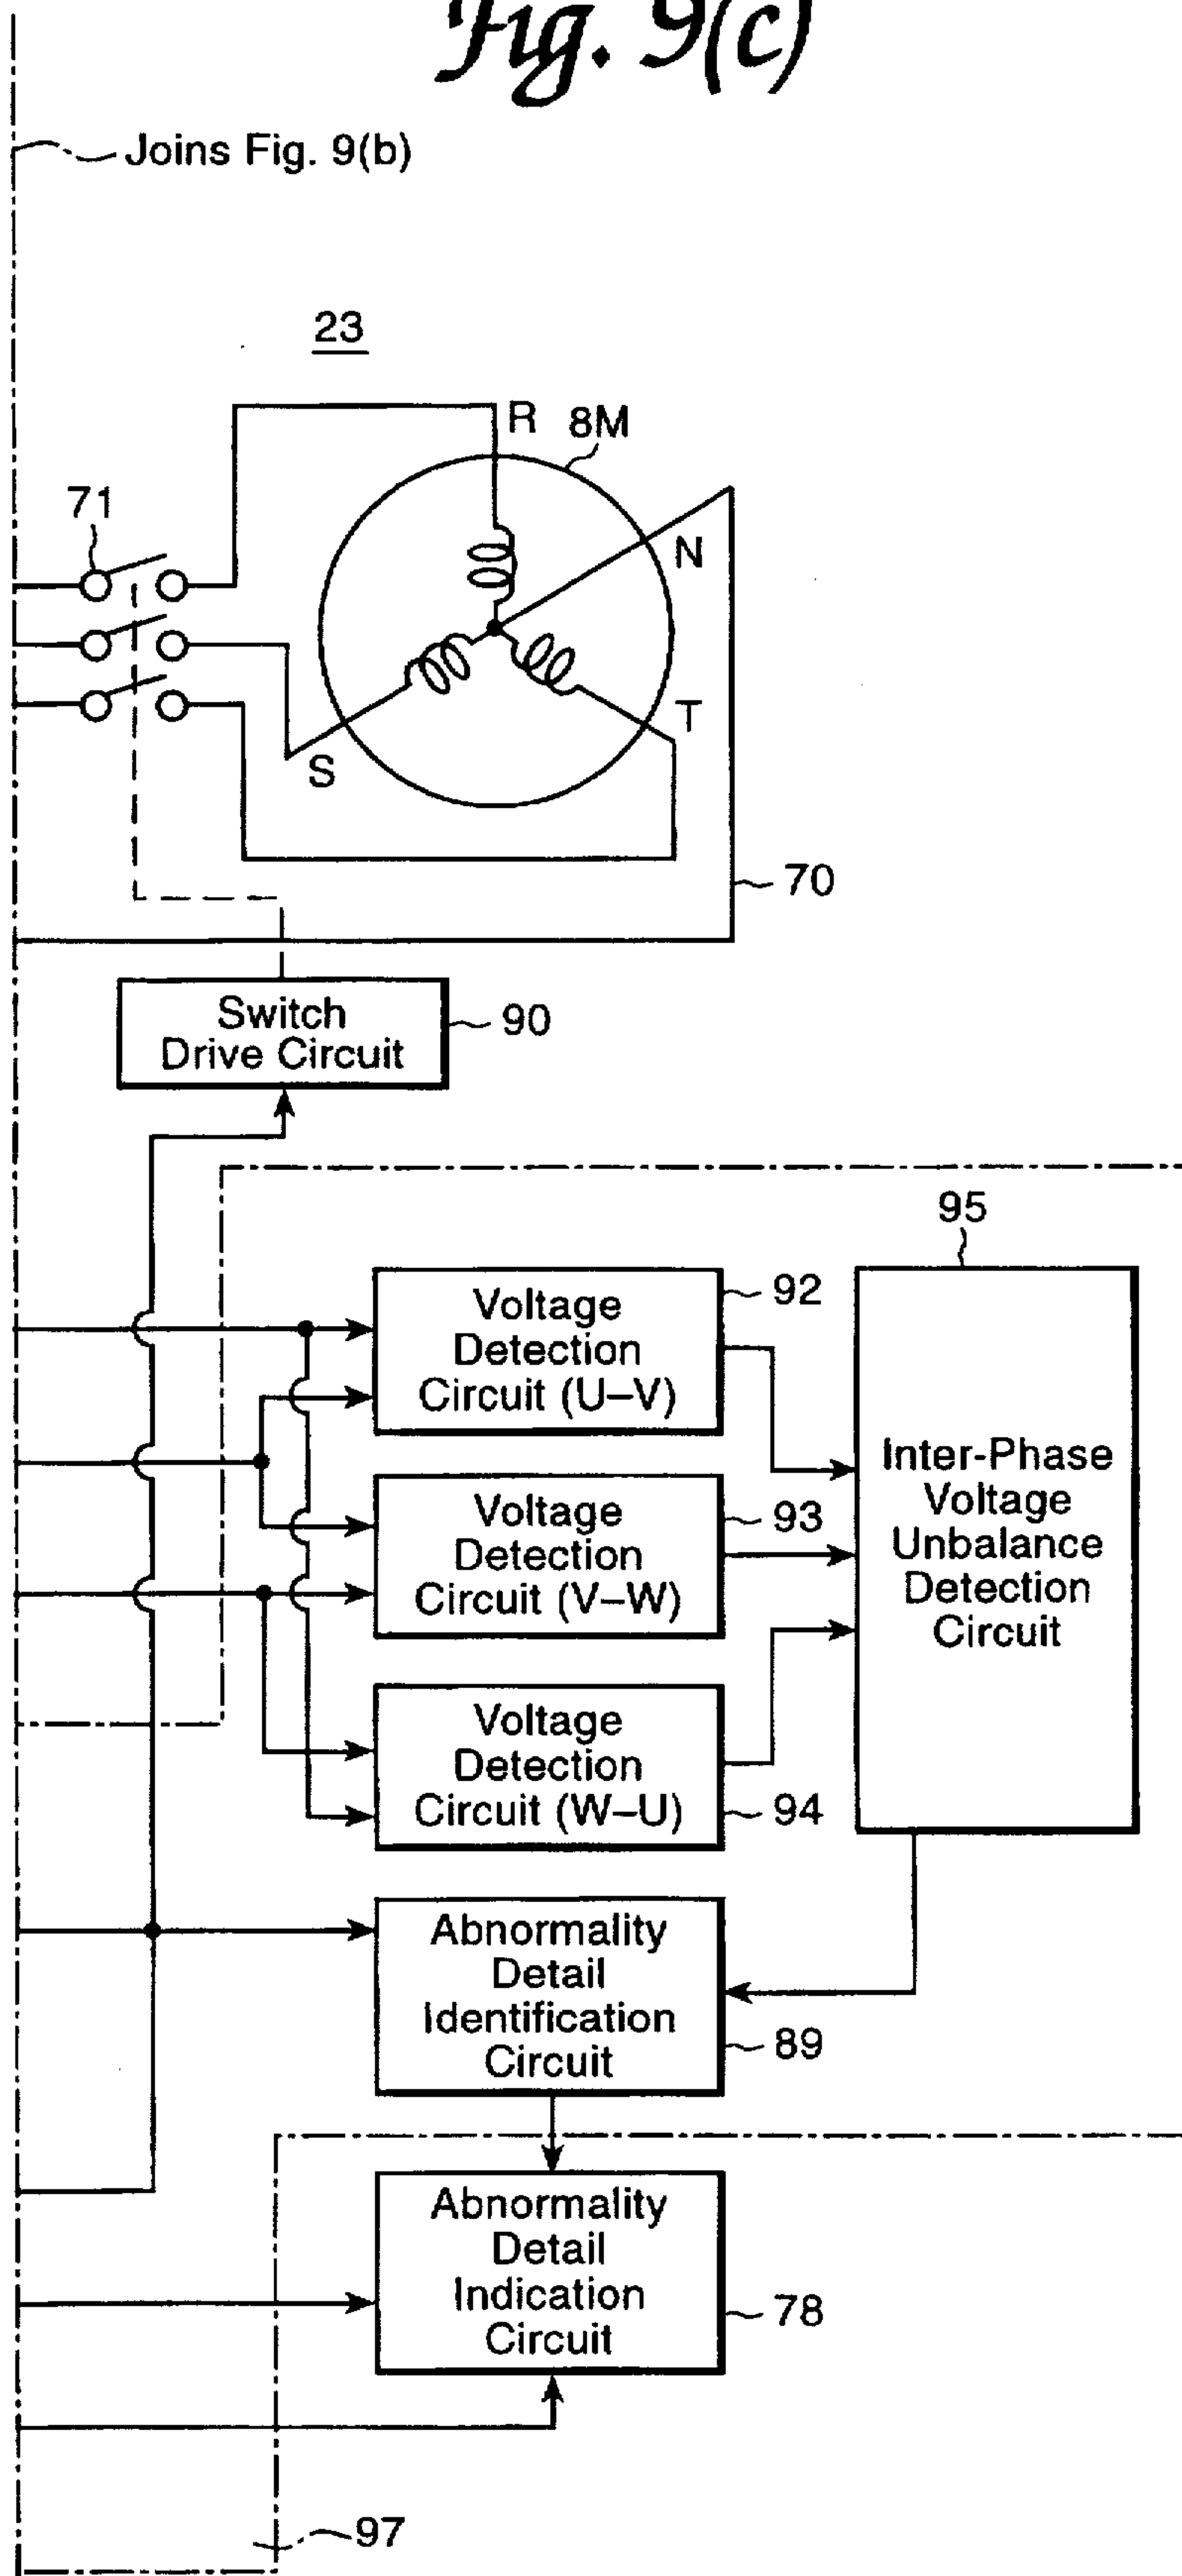 Fig. 9(c)
Joins Fig. 9(b)
23
R
8M
71
N
T
S
70
Switch
Drive Circuit
90
95
Voltage
Detection
Circuit (U–V)
92
Inter-Phase
Voltage
Unbalance
Detection
Circuit
Voltage
Detection
Circuit (V–W)
93
Voltage
Detection
Circuit (W–U)
94
Abnormality
Detail
Identification
Circuit
89
Abnormality
Detail
Indication
Circuit
78
97